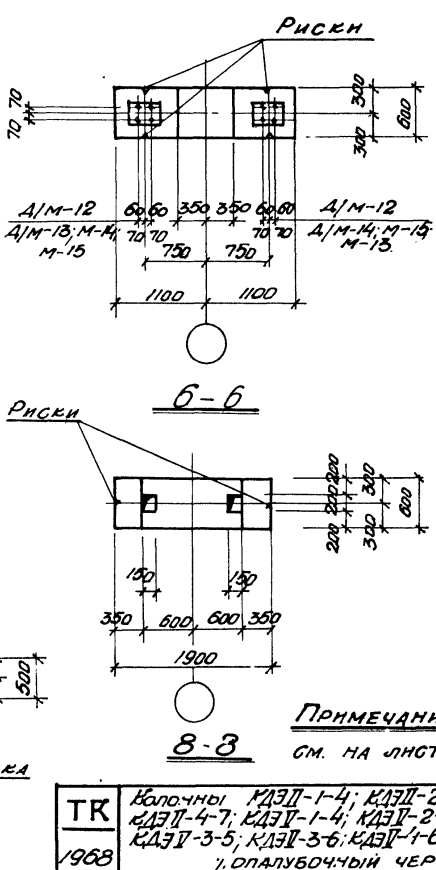 Риски
70
70
300
300
600
Д/М-12 60 60 350 350 60 60 Д/М-12
Д/М-13; М-14; 70 70 70 70 Д/М-14; М-15
М-15 750 750 М-13.
1100 1100
6-6
Риски
200
200
200
300
300
600
150 150
350 600 600 350
1900
500
8-8
ПРИМЕЧАНИ
СМ. НА ЛИСТ
КА
ТК
1968
Колонны КДЭII-1-4; КДЭII-2
КДЭII-4-7; КДЭV-1-4; КДЭV-2-
КДЭV-3-5; КДЭV-3-6; КДЭV-4-6
ОПАЛУБОЧНЫЙ ЧЕР